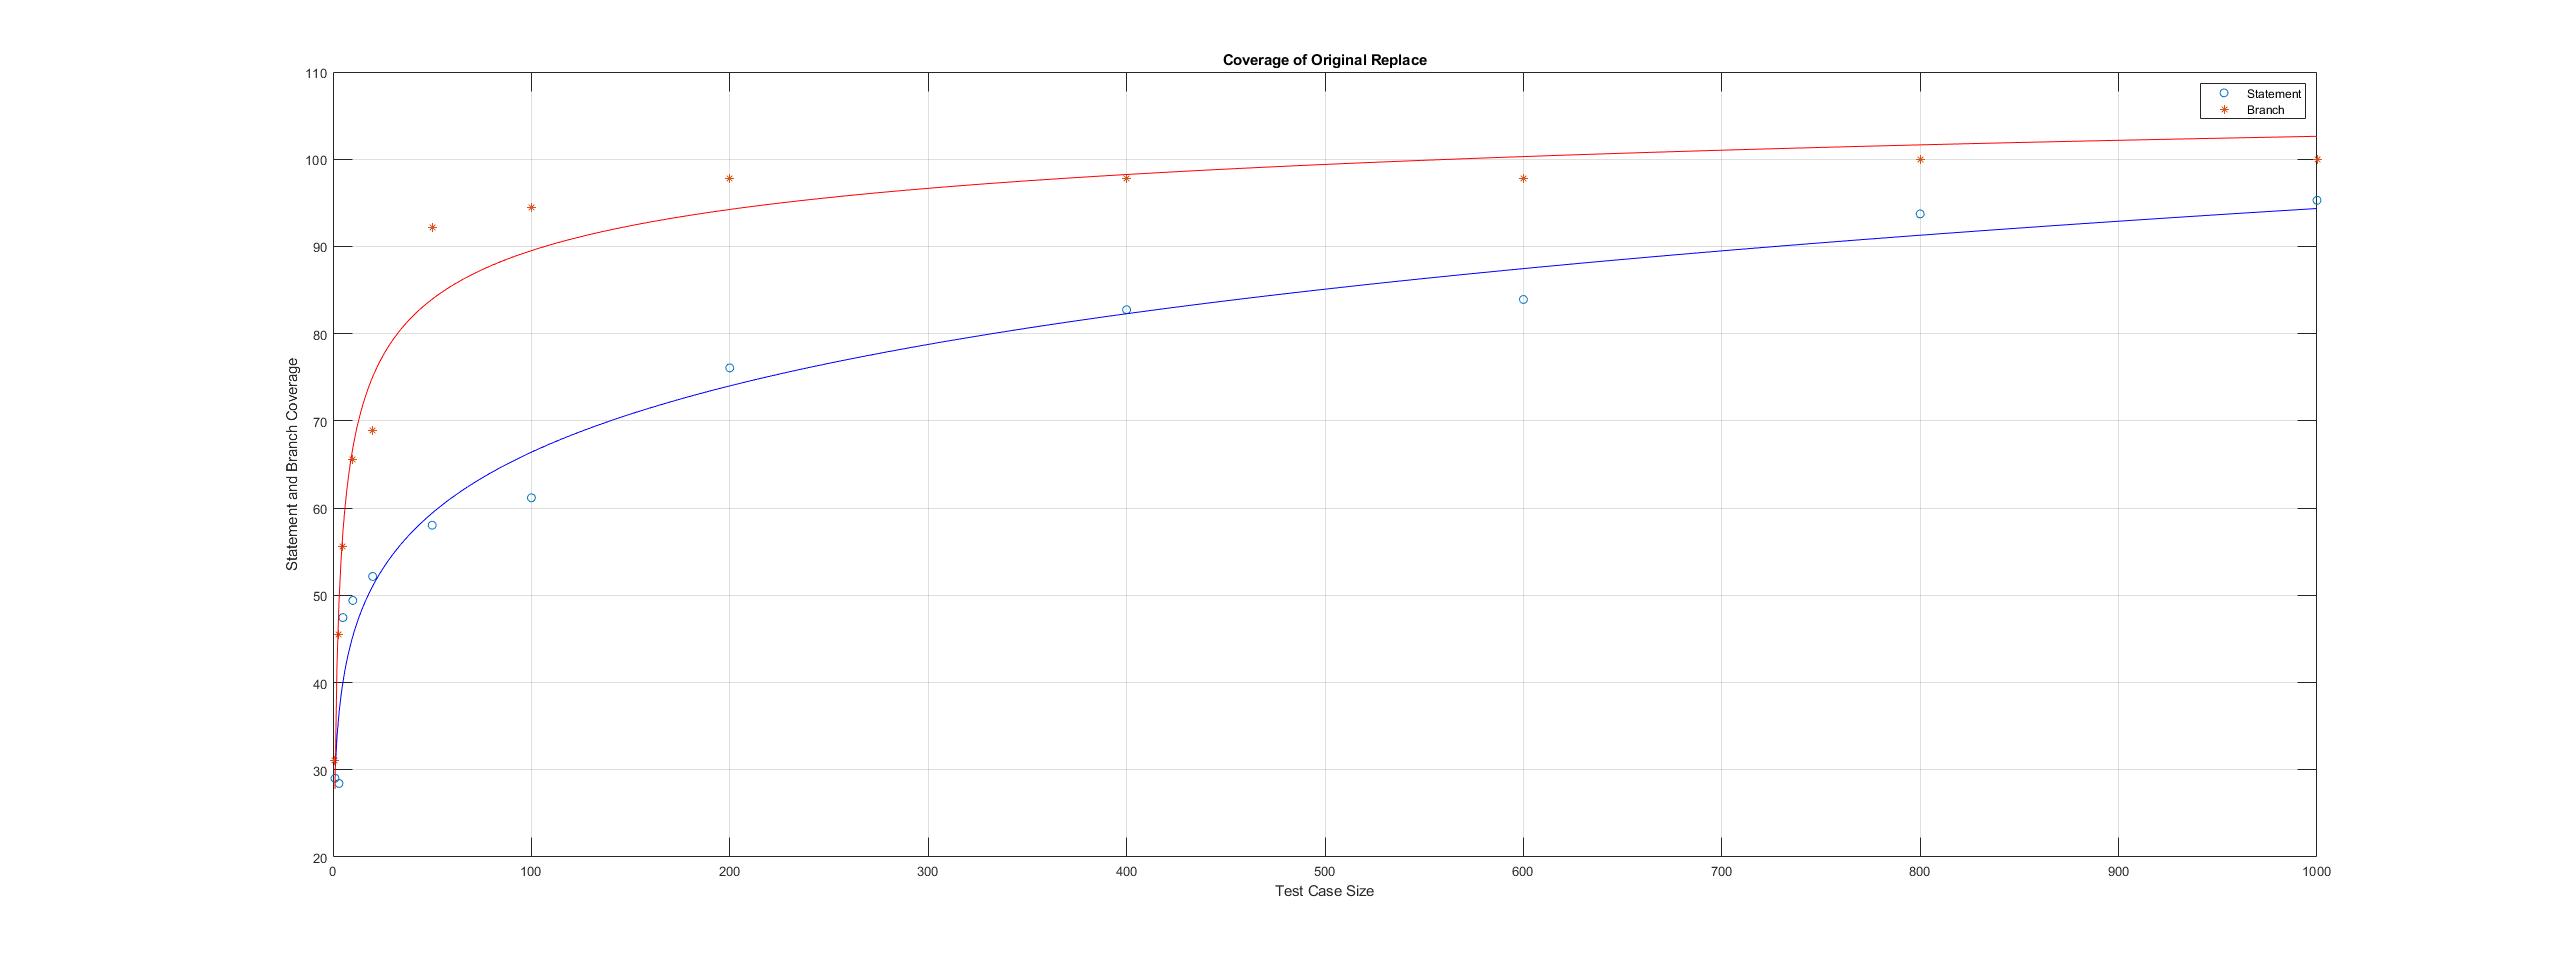 Coverage of Original Replace
Statement
Branch
110
100
90
80
70
60
50
40
30
20
Statement and Branch Coverage
0 100 200 300 400 500 600 700 800 900 1000
Test Case Size